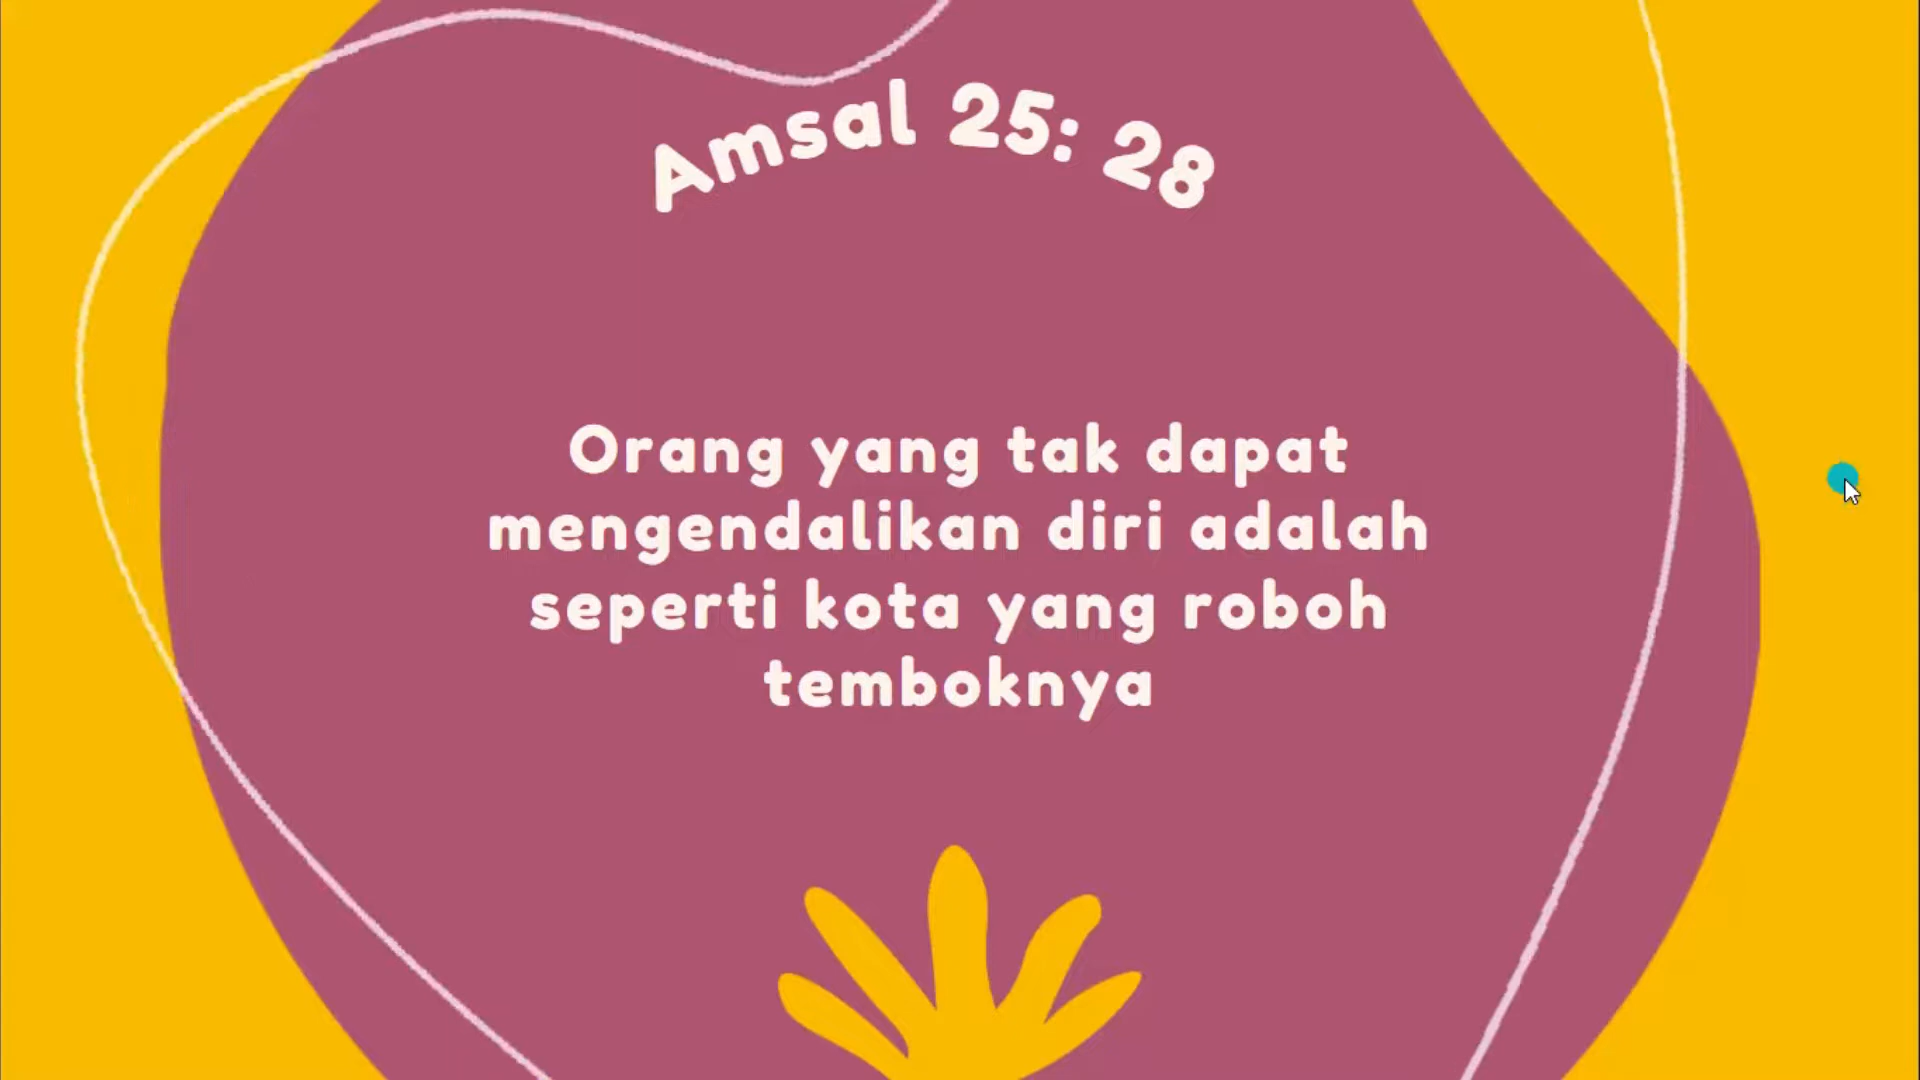 Amsal 25: 28
Orang yang tak dapat
mengendalikan diri adalah
seperti kota yang roboh
temboknya